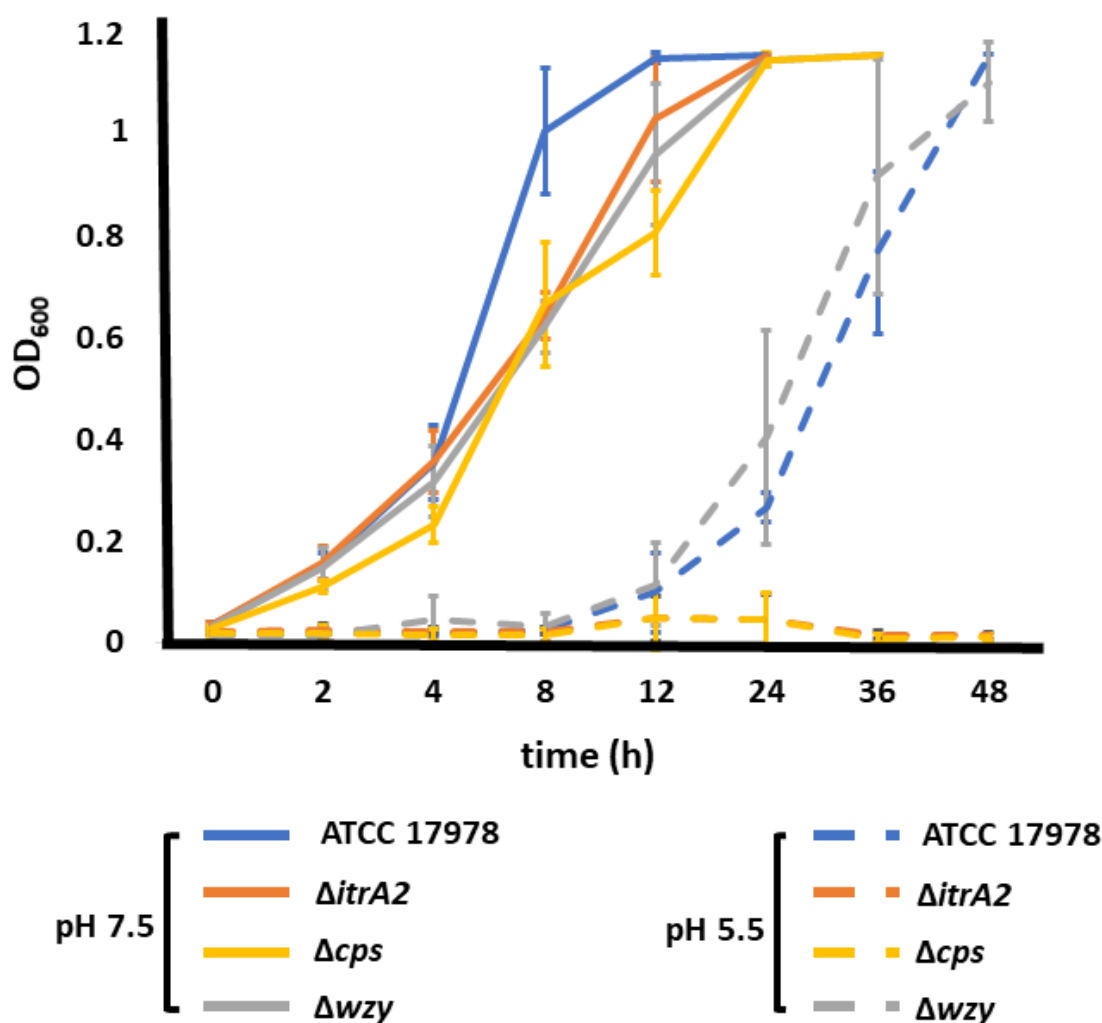 1.2
1
0.8
0.6
0.4
0.2
0
OD₆₀₀
0 2 4 8 12 24 36 48
time (h)
pH 7.5
ATCC 17978
ΔitrA2
Δcps
Δwzy
pH 5.5
ATCC 17978
ΔitrA2
Δcps
Δwzy